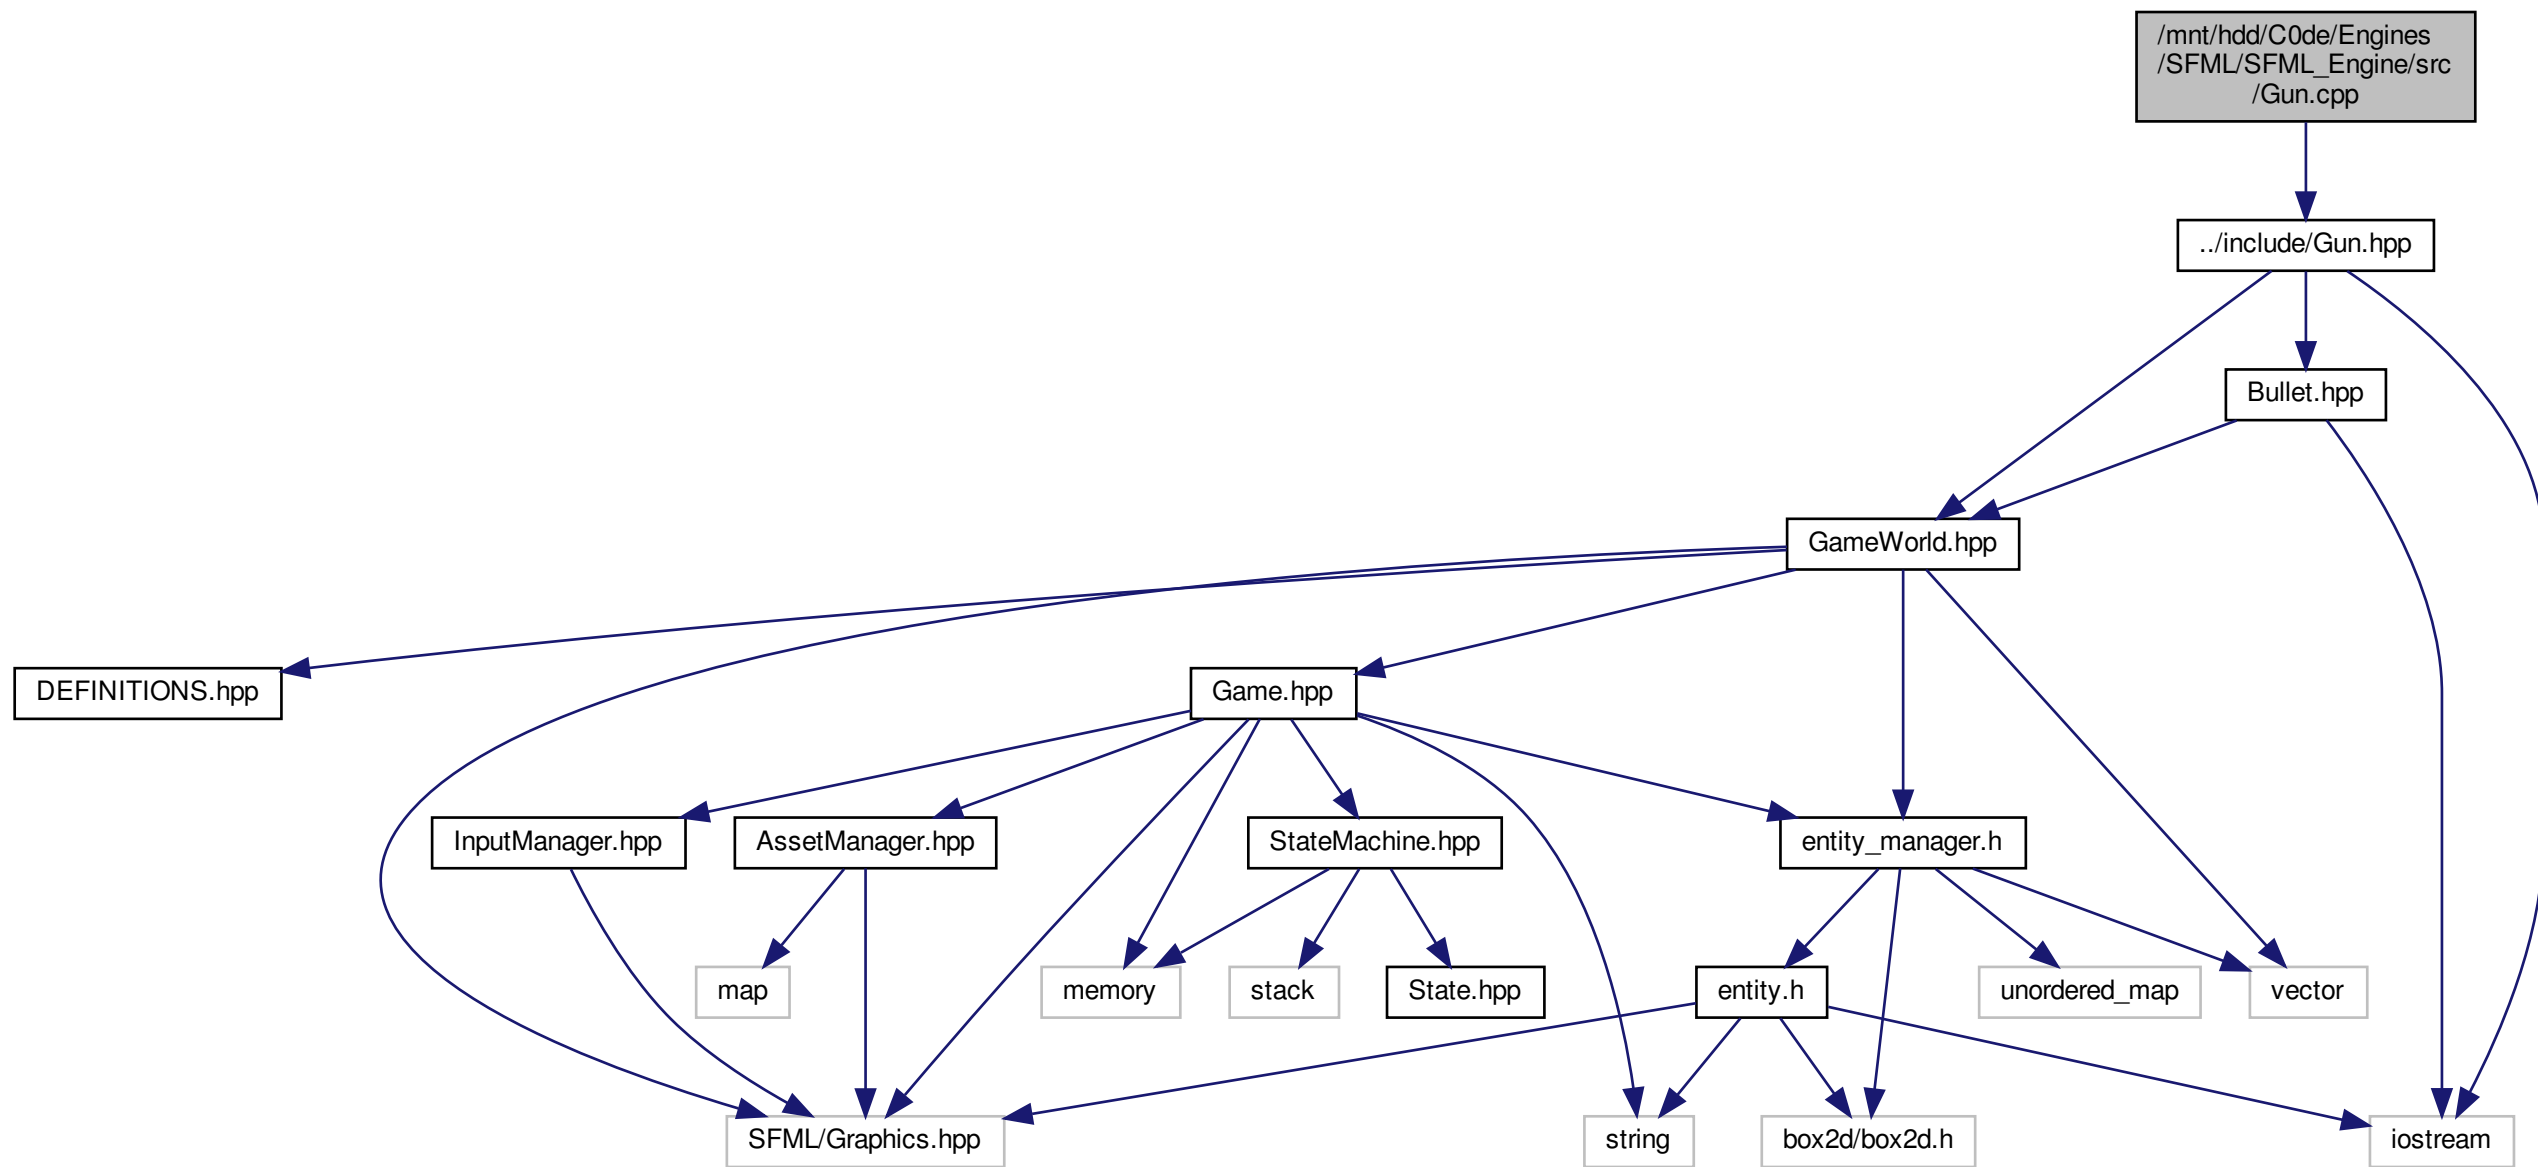 /mnt/hdd/C0de/Engines
/SFML/SFML_Engine/src
/Gun.cpp
../include/Gun.hpp
Bullet.hpp
GameWorld.hpp
DEFINITIONS.hpp
Game.hpp
InputManager.hpp
AssetManager.hpp
StateMachine.hpp
entity_manager.h
map
memory
stack
State.hpp
entity.h
unordered_map
vector
SFML/Graphics.hpp
string
box2d/box2d.h
iostream